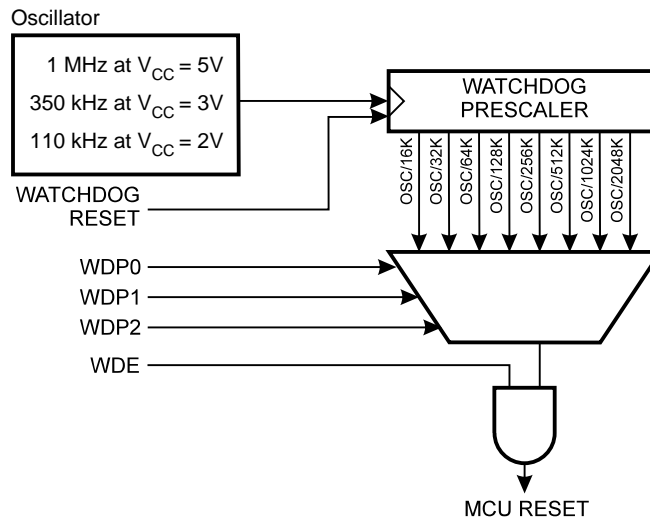 Oscillator
1 MHz at VCC = 5V
350 kHz at VCC = 3V
110 kHz at VCC = 2V
WATCHDOG
PRESCALER
OSC/16K
OSC/32K
OSC/64K
OSC/128K
OSC/256K
OSC/512K
OSC/1024K
OSC/2048K
WATCHDOG
RESET
WDP0
WDP1
WDP2
WDE
MCU RESET